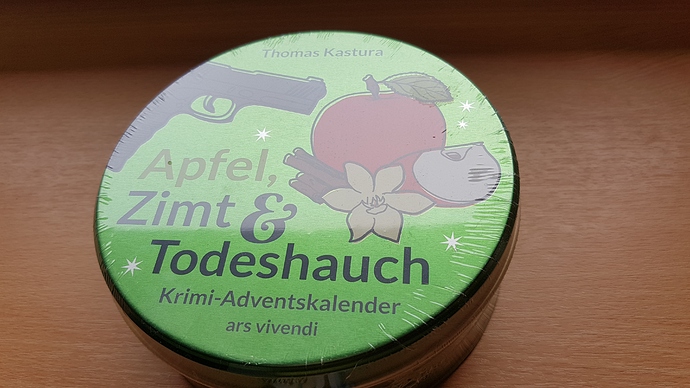 Thomas Kastura
Apfel,
Zimt &
Todeshauch
Krimi-Adventskalender
ars vivendi